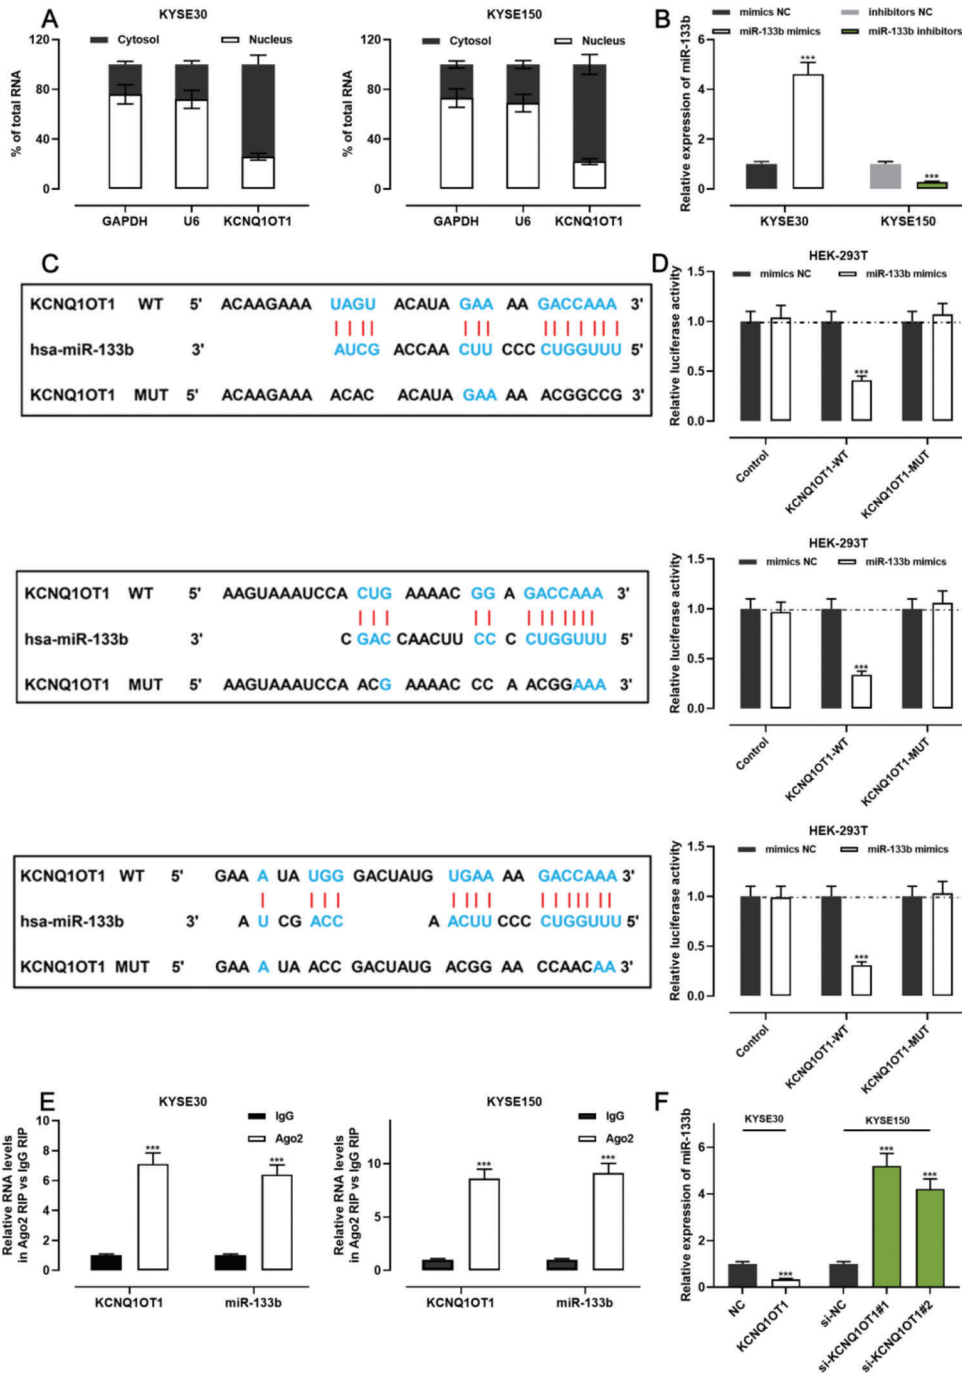 A
KYSE30
Cytosol
Nucleus
% of total RNA
120
80
40
0
GAPDH
U6
KCNQ1OT1
KYSE150
Cytosol
Nucleus
% of total RNA
120
80
40
0
GAPDH
U6
KCNQ1OT1
B
mimics NC
inhibitors NC
miR-133b mimics
miR-133b inhibitors
Relative expression of miR-133b
6
4
2
0
***
***
KYSE30
KYSE150
C
KCNQ1OT1 WT 5' ACAAGAAA UAGU ACAUA GAA AA GACCAAA 3'
hsa-miR-133b 3' AUCG ACCAA CUU CCC CUGGUUU 5'
KCNQ1OT1 MUT 5' ACAAGAAA ACAC ACAUA GAA AA ACGGCCG 3'
D
HEK-293T
mimics NC
miR-133b mimics
Relative luciferase activity
1.5
1.0
0.5
0.0
***
Control
KCNQ1OT1-WT
KCNQ1OT1-MUT
KCNQ1OT1 WT 5' AAGUAAAUCCA CUG AAAAC GG A GACCAAA 3'
hsa-miR-133b 3' C GAC CAACUU CC C CUGGUUU 5'
KCNQ1OT1 MUT 5' AAGUAAAUCCA ACG AAAAC CC A ACGGAAA 3'
HEK-293T
mimics NC
miR-133b mimics
Relative luciferase activity
1.5
1.0
0.5
0.0
***
Control
KCNQ1OT1-WT
KCNQ1OT1-MUT
KCNQ1OT1 WT 5' GAA A UA UGG GACUAUG UGAA AA GACCAAA 3'
hsa-miR-133b 3' A U CG ACC A ACUU CCC CUGGUUU 5'
KCNQ1OT1 MUT 5' GAA A UA ACC GACUAUG ACGG AA CCAACAA 3'
HEK-293T
mimics NC
miR-133b mimics
Relative luciferase activity
1.5
1.0
0.5
0.0
***
Control
KCNQ1OT1-WT
KCNQ1OT1-MUT
E
KYSE30
IgG
Ago2
Relative RNA levels
in Ago2 RIP vs IgG RIP
10
8
6
4
2
0
***
***
KCNQ1OT1
miR-133b
KYSE150
IgG
Ago2
Relative RNA levels
in Ago2 RIP vs IgG RIP
10
5
0
***
***
KCNQ1OT1
miR-133b
F
KYSE30
KYSE150
Relative expression of miR-133b
6
4
2
0
***
***
***
NC
KCNQ1OT1
si-NC
si-KCNQ1OT1#1
si-KCNQ1OT1#2